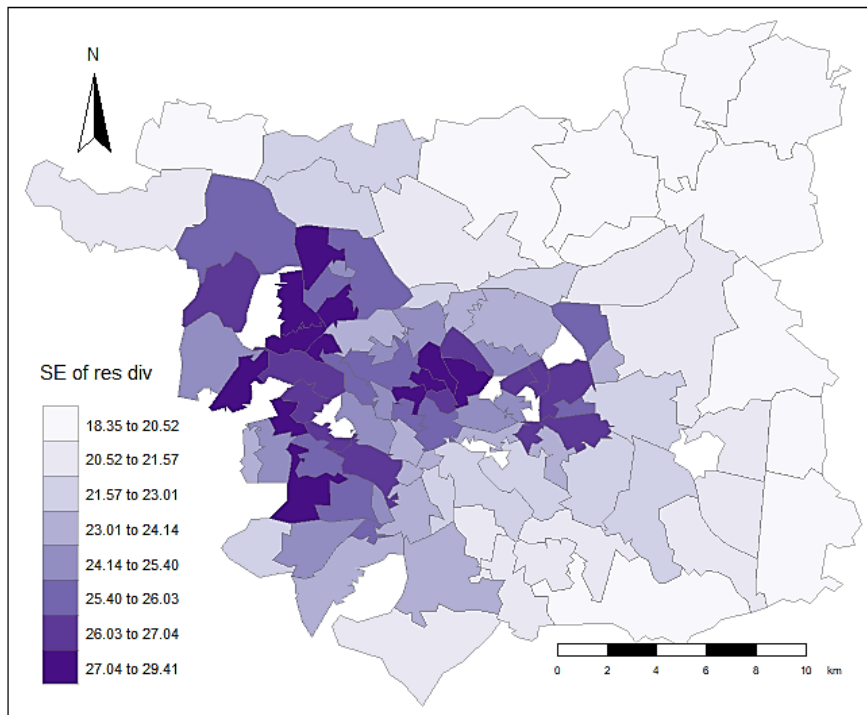 N
SE of res div
18.35 to 20.52
20.52 to 21.57
21.57 to 23.01
23.01 to 24.14
24.14 to 25.40
25.40 to 26.03
26.03 to 27.04
27.04 to 29.41
0 2 4 6 8 10 km